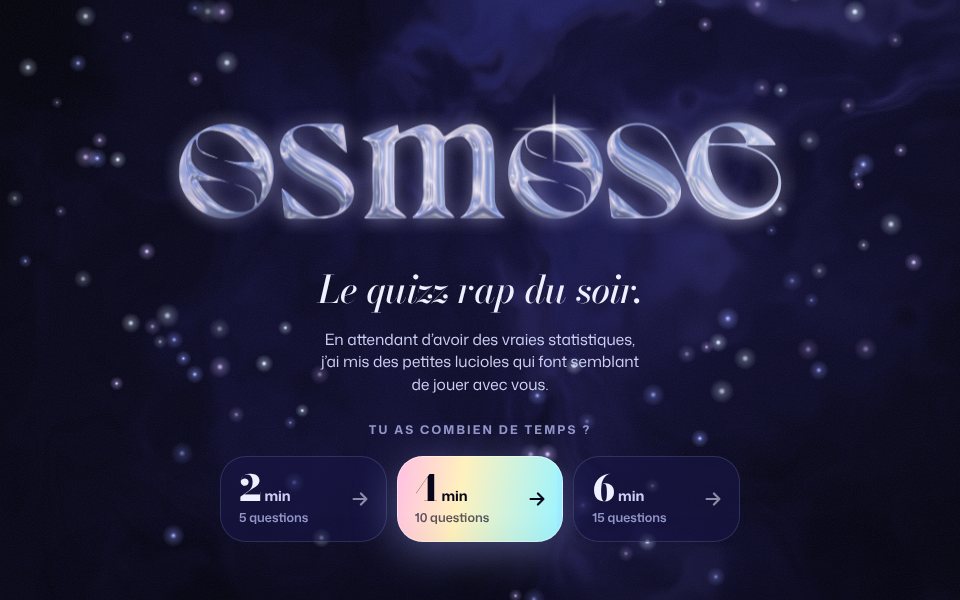 osmose
Le quizz rap du soir.
En attendant d'avoir des vraies statistiques,
j'ai mis des petites lucioles qui font semblant
de jouer avec vous.
TU AS COMBIEN DE TEMPS ?
2 min
5 questions
4 min
10 questions
6 min
15 questions